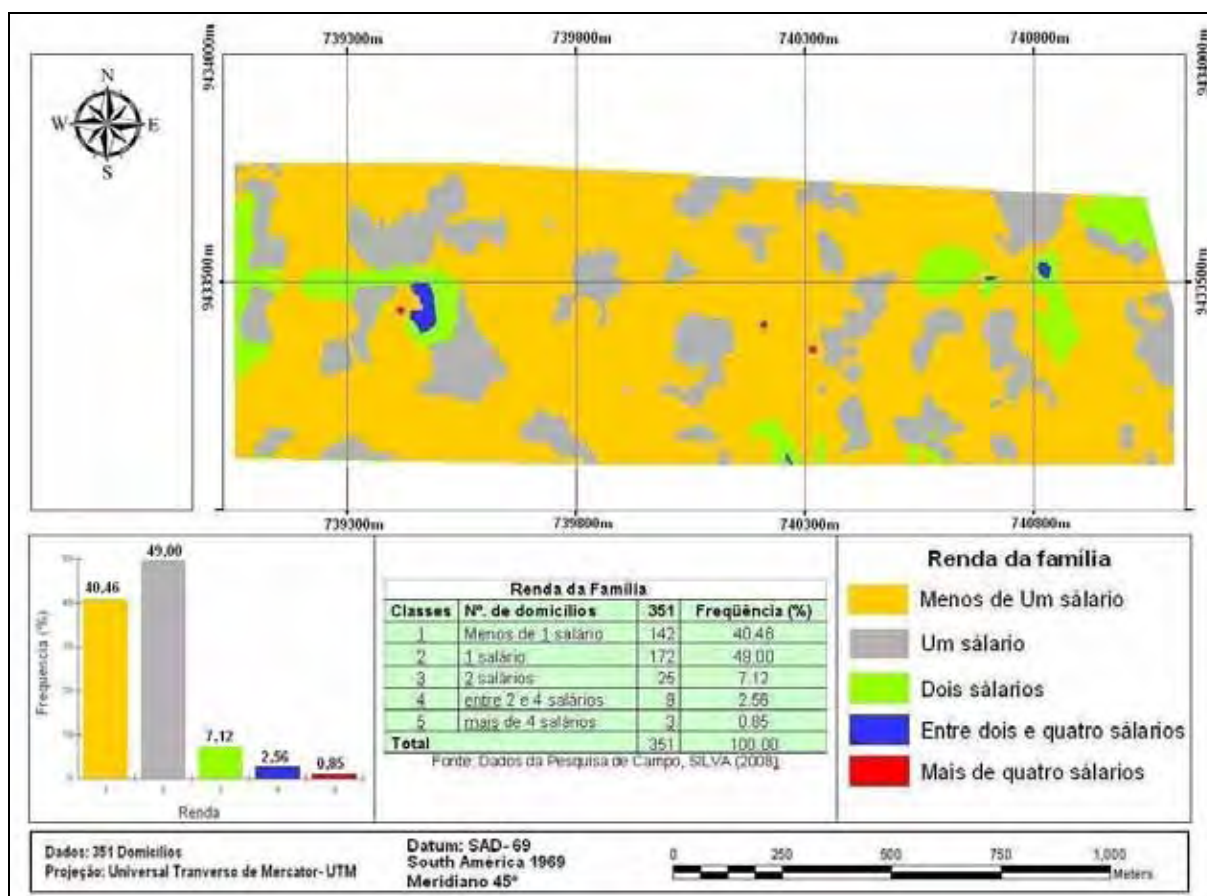 739300m 739800m 740300m 740800m
9434000m 9434000m
N
W E
S
9433500m 9433500m
739300m 739800m 740300m 740800m
49,00
40,46
7,12
2,56
0,85
Frequencia (%)
Renda
Renda da Família
Classes Nº. de domicílios 351 Freqüência (%)
1 Menos de 1 salário 142 40.46
2 1 salário 172 49.00
3 2 salários 25 7.12
4 entre 2 e 4 salários 9 2.56
5 mais de 4 salários 3 0.85
Total 351 100.00
Fonte: Dados da Pesquisa de Campo, SILVA (2008).
Renda da família
Menos de Um sálario
Um sálario
Dois sálarios
Entre dois e quatro sálarios
Mais de quatro sálarios
Dados: 351 Domicílios
Projeção: Universal Tranverso de Mercator- UTM
Datum: SAD- 69
South América 1969
Meridiano 45º
0 250 500 750 1,000
Meters